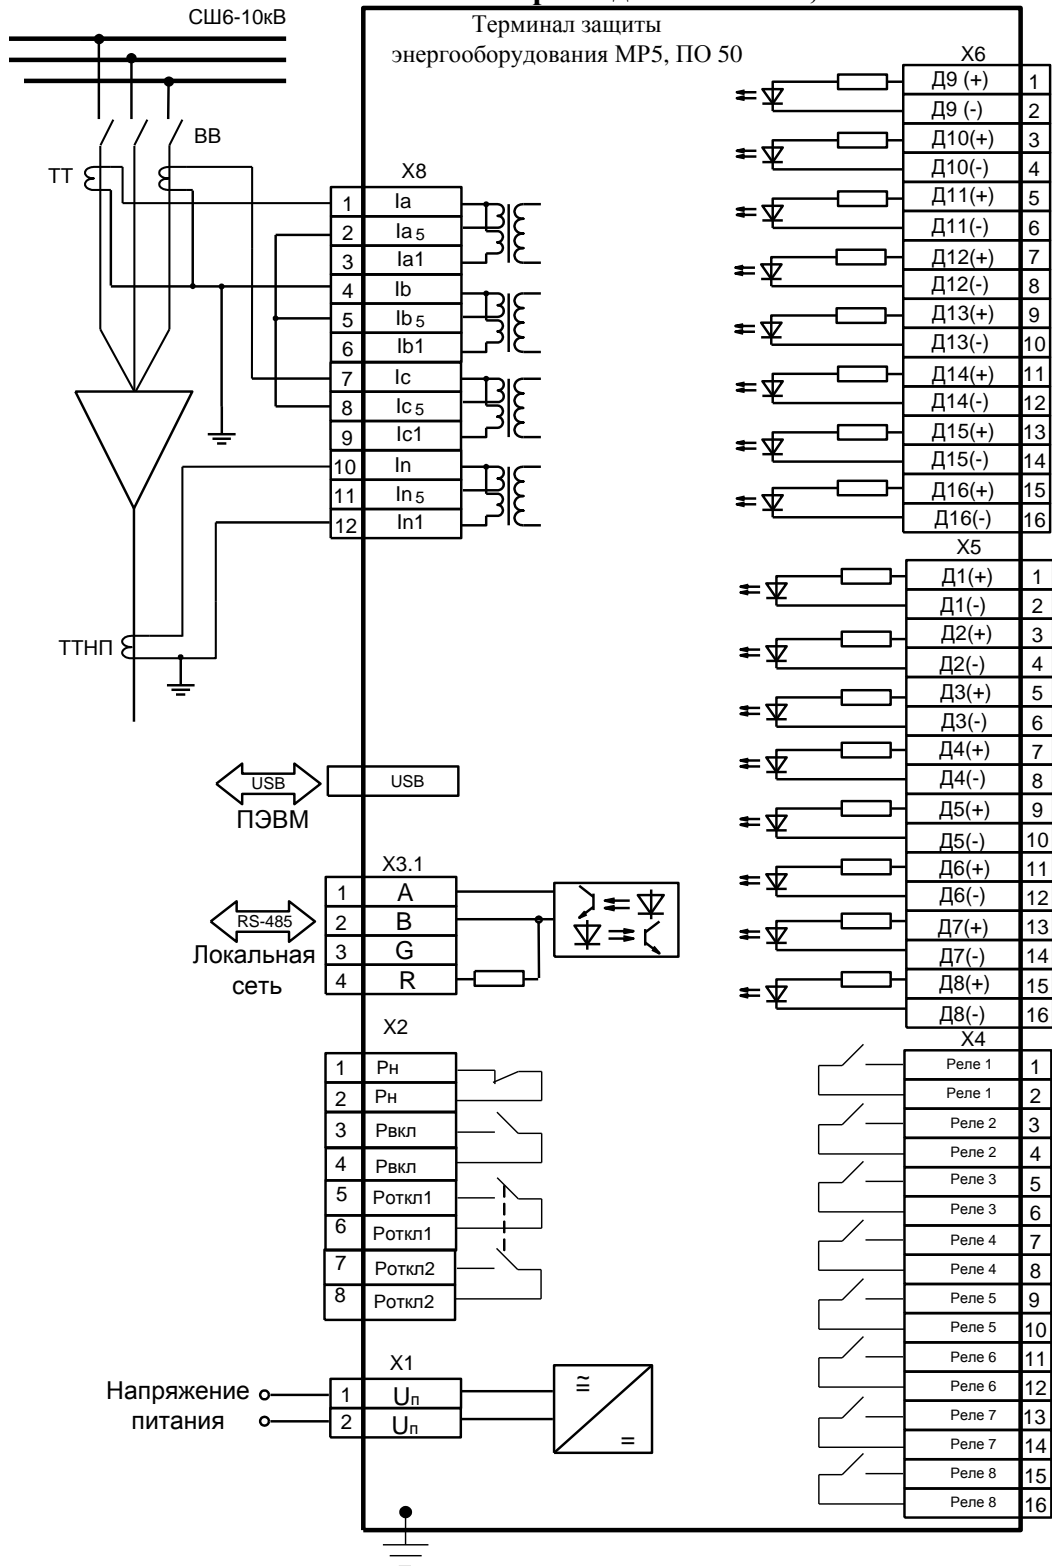 СШ6-10кВ
Терминал защиты
энергооборудования МР5, ПО 50
ВВ
ТТ
X8
1 Ia
2 Ia 5
3 Ia1
4 Ib
5 Ib 5
6 Ib1
7 Ic
8 Ic 5
9 Ic1
10 In
11 In 5
12 In1
ТТНП
USB
USB
ПЭВМ
X3.1
1 A
2 B
3 G
4 R
RS-485
Локальная
сеть
X2
1 Рн
2 Рн
3 Рвкл
4 Рвкл
5 Роткл1
6 Роткл1
7 Роткл2
8 Роткл2
X1
1 Uп
2 Uп
Напряжение
питания
≅
=
X6
Д9 (+) 1
Д9 (-) 2
Д10(+) 3
Д10(-) 4
Д11(+) 5
Д11(-) 6
Д12(+) 7
Д12(-) 8
Д13(+) 9
Д13(-) 10
Д14(+) 11
Д14(-) 12
Д15(+) 13
Д15(-) 14
Д16(+) 15
Д16(-) 16
X5
Д1(+) 1
Д1(-) 2
Д2(+) 3
Д2(-) 4
Д3(+) 5
Д3(-) 6
Д4(+) 7
Д4(-) 8
Д5(+) 9
Д5(-) 10
Д6(+) 11
Д6(-) 12
Д7(+) 13
Д7(-) 14
Д8(+) 15
Д8(-) 16
X4
Реле 1 1
Реле 1 2
Реле 2 3
Реле 2 4
Реле 3 5
Реле 3 6
Реле 4 7
Реле 4 8
Реле 5 9
Реле 5 10
Реле 6 11
Реле 6 12
Реле 7 13
Реле 7 14
Реле 8 15
Реле 8 16